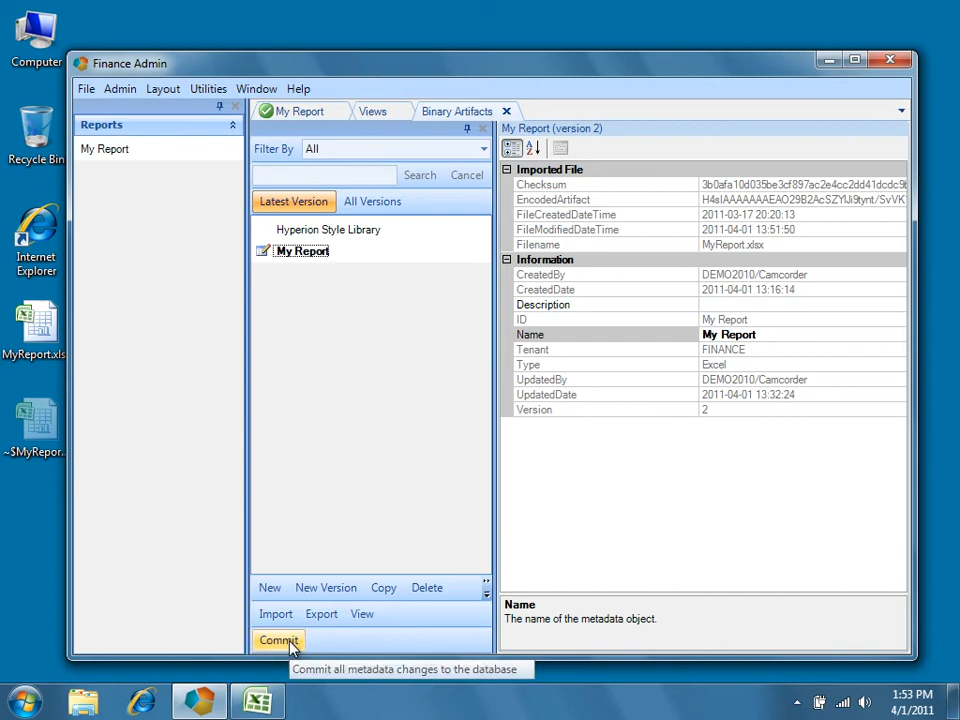 Computer
Recycle Bin
Internet
Explorer
MyReport.xls
~$MyRepor...
Finance Admin
File Admin Layout Utilities Window Help
Reports
My Report
My Report Views Binary Artifacts
Filter By All
Search Cancel
Latest Version All Versions
Hyperion Style Library
My Report
New New Version Copy Delete
Import Export View
Commit
Commit all metadata changes to the database
My Report (version 2)
Imported File
Checksum 3b0afa10d035be3cf897ac2e4cc2dd41dcdc9b
EncodedArtifact
FileCreatedDateTime 2011-03-17 20:20:13
FileModifiedDateTime 2011-04-01 13:51:50
Filename MyReport.xlsx
Information
CreatedBy DEMO2010/Camcorder
CreatedDate 2011-04-01 13:16:14
Description
ID My Report
Name My Report
Tenant FINANCE
Type Excel
UpdatedBy DEMO2010/Camcorder
UpdatedDate 2011-04-01 13:32:24
Version 2
Name
The name of the metadata object.
1:53 PM
4/1/2011